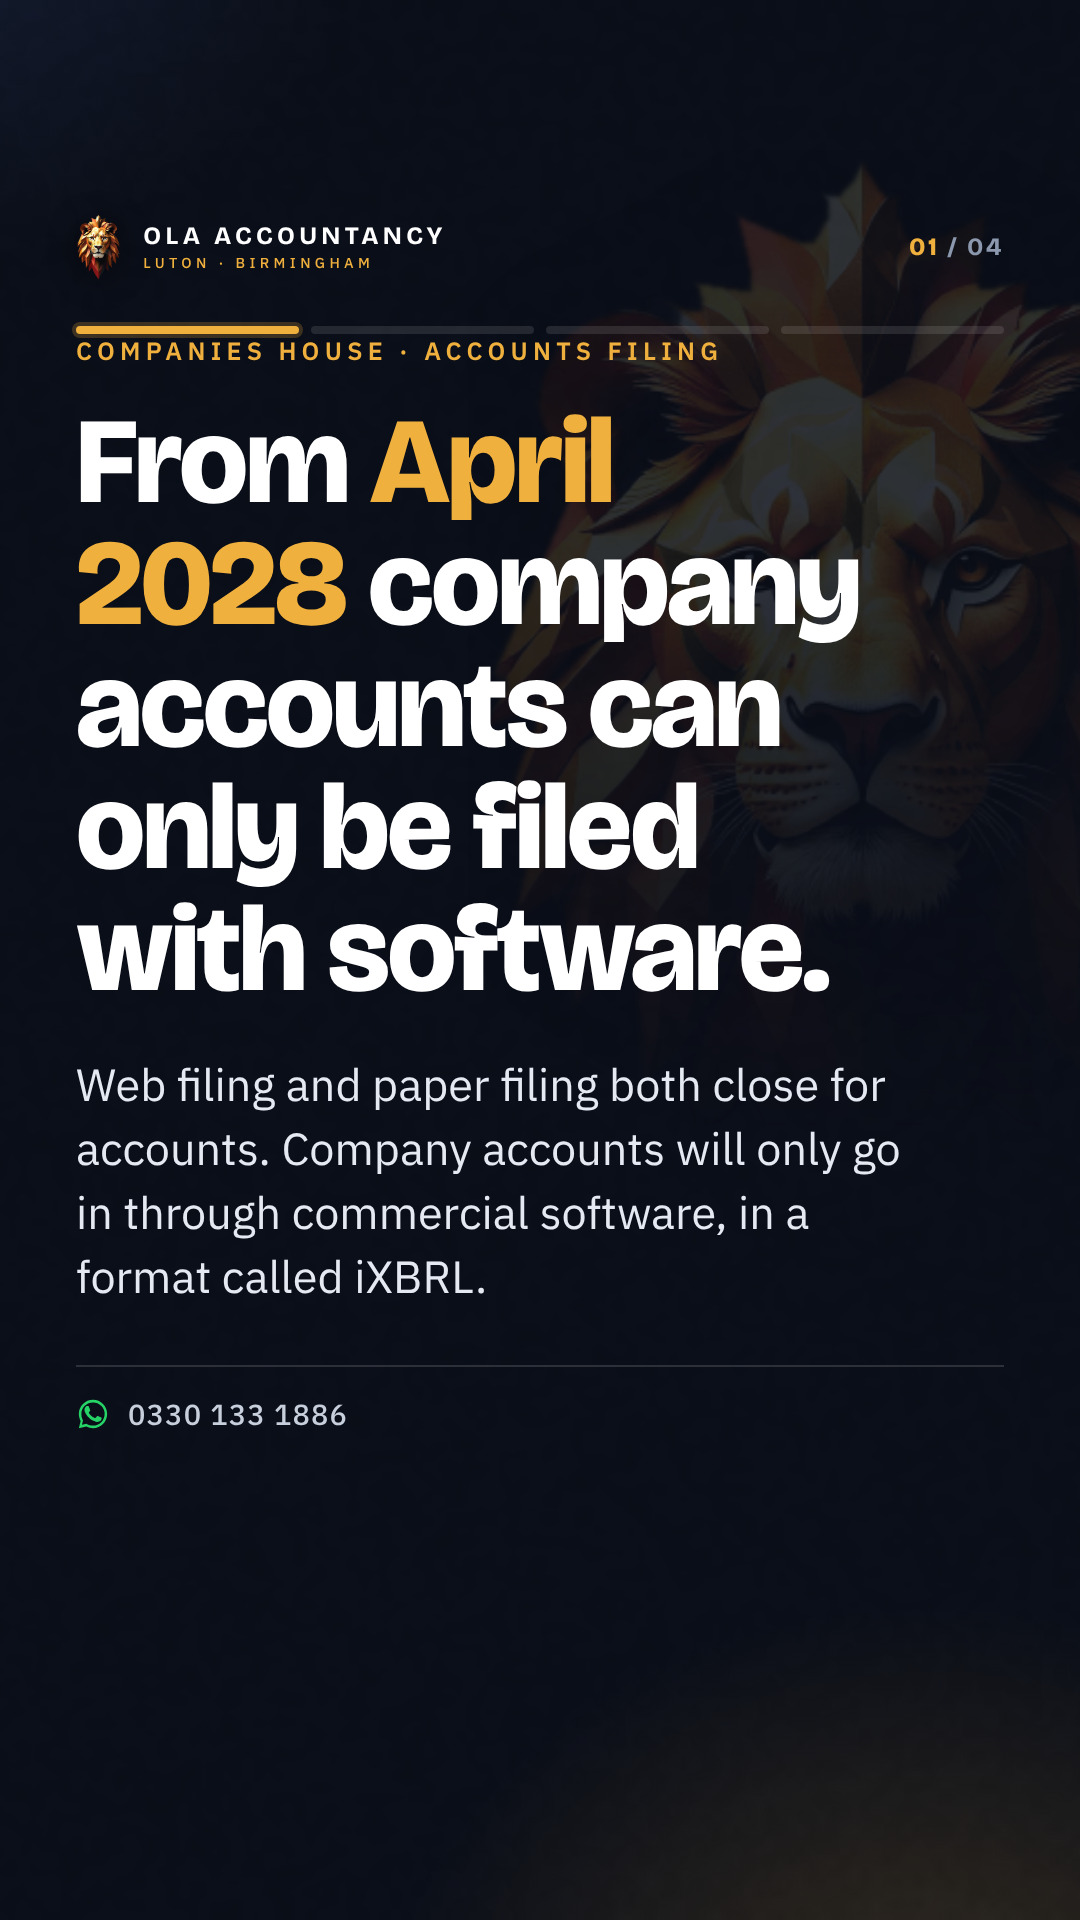 OLA ACCOUNTANCY
LUTON · BIRMINGHAM
01 / 04
COMPANIES HOUSE · ACCOUNTS FILING
From April
2028 company
accounts can
only be filed
with software.
Web filing and paper filing both close for
accounts. Company accounts will only go
in through commercial software, in a
format called iXBRL.
0330 133 1886